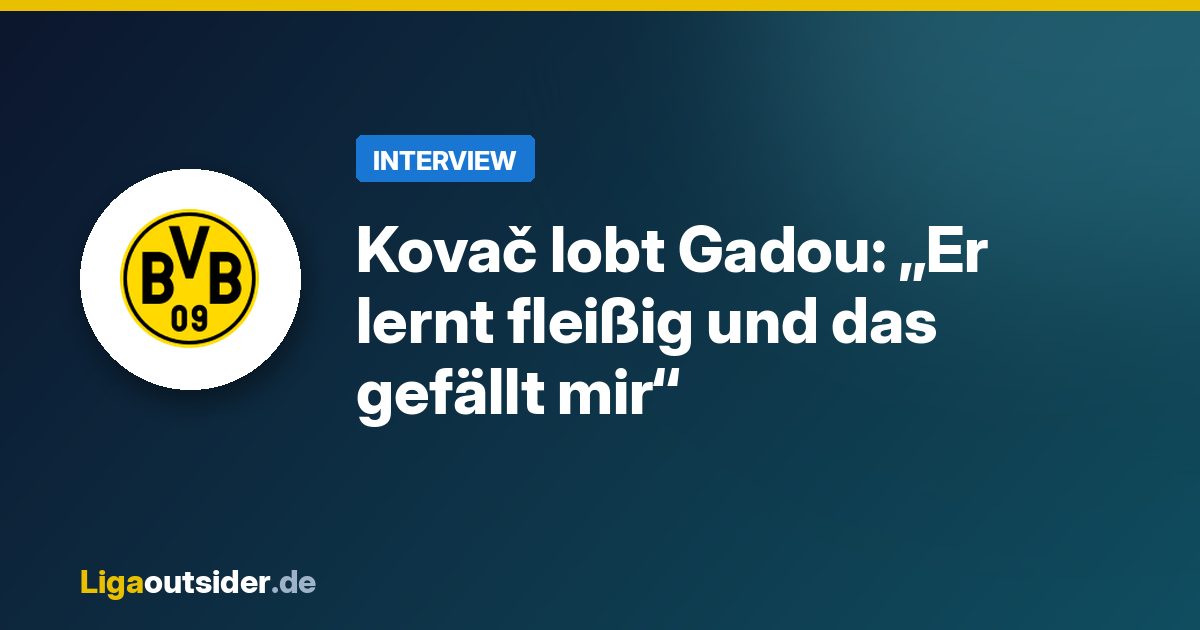 INTERVIEW
Kovač lobt Gadou: „Er
lernt fleißig und das
gefällt mir“
BVB
09
Ligaoutsider.de